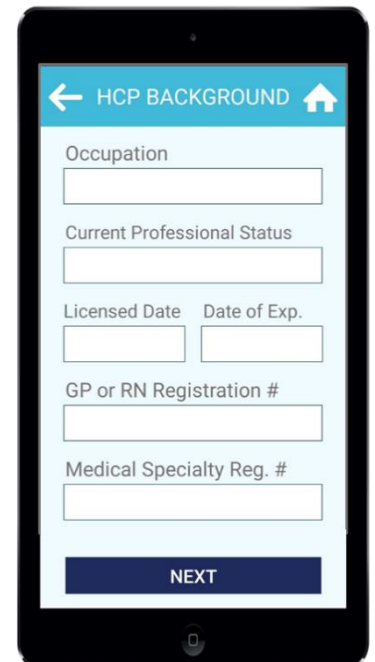 HCP BACKGROUND
Occupation
Current Professional Status
Licensed Date Date of Exp.
GP or RN Registration #
Medical Specialty Reg. #
NEXT